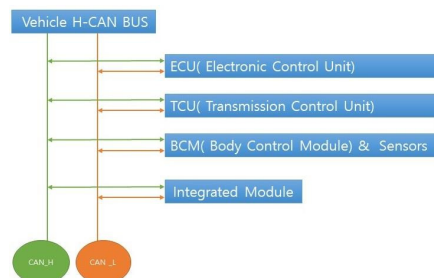 Vehicle H-CAN BUS
ECU( Electronic Control Unit)
TCU( Transmission Control Unit)
BCM( Body Control Module) & Sensors
Integrated Module
CAN_H
CAN _L